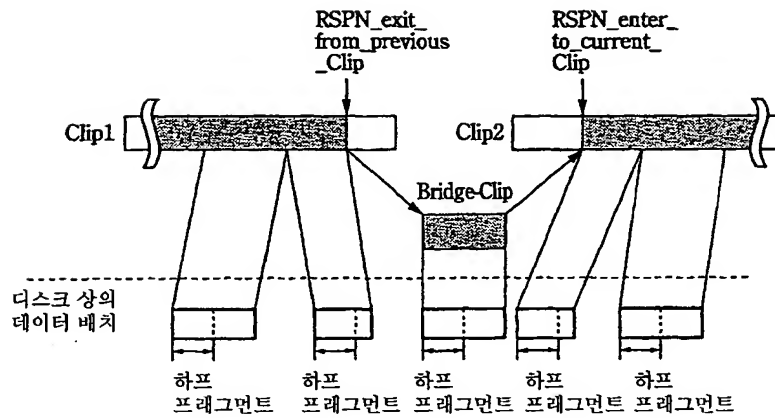 RSPN_exit_
from_previous
_Clip
RSPN_enter_
to_current_
Clip
Clip1
Clip2
Bridge-Clip
디스크 상의
데이터 배치
하프
프래그먼트
하프
프래그먼트
하프
프래그먼트
하프
프래그먼트
하프
프래그먼트